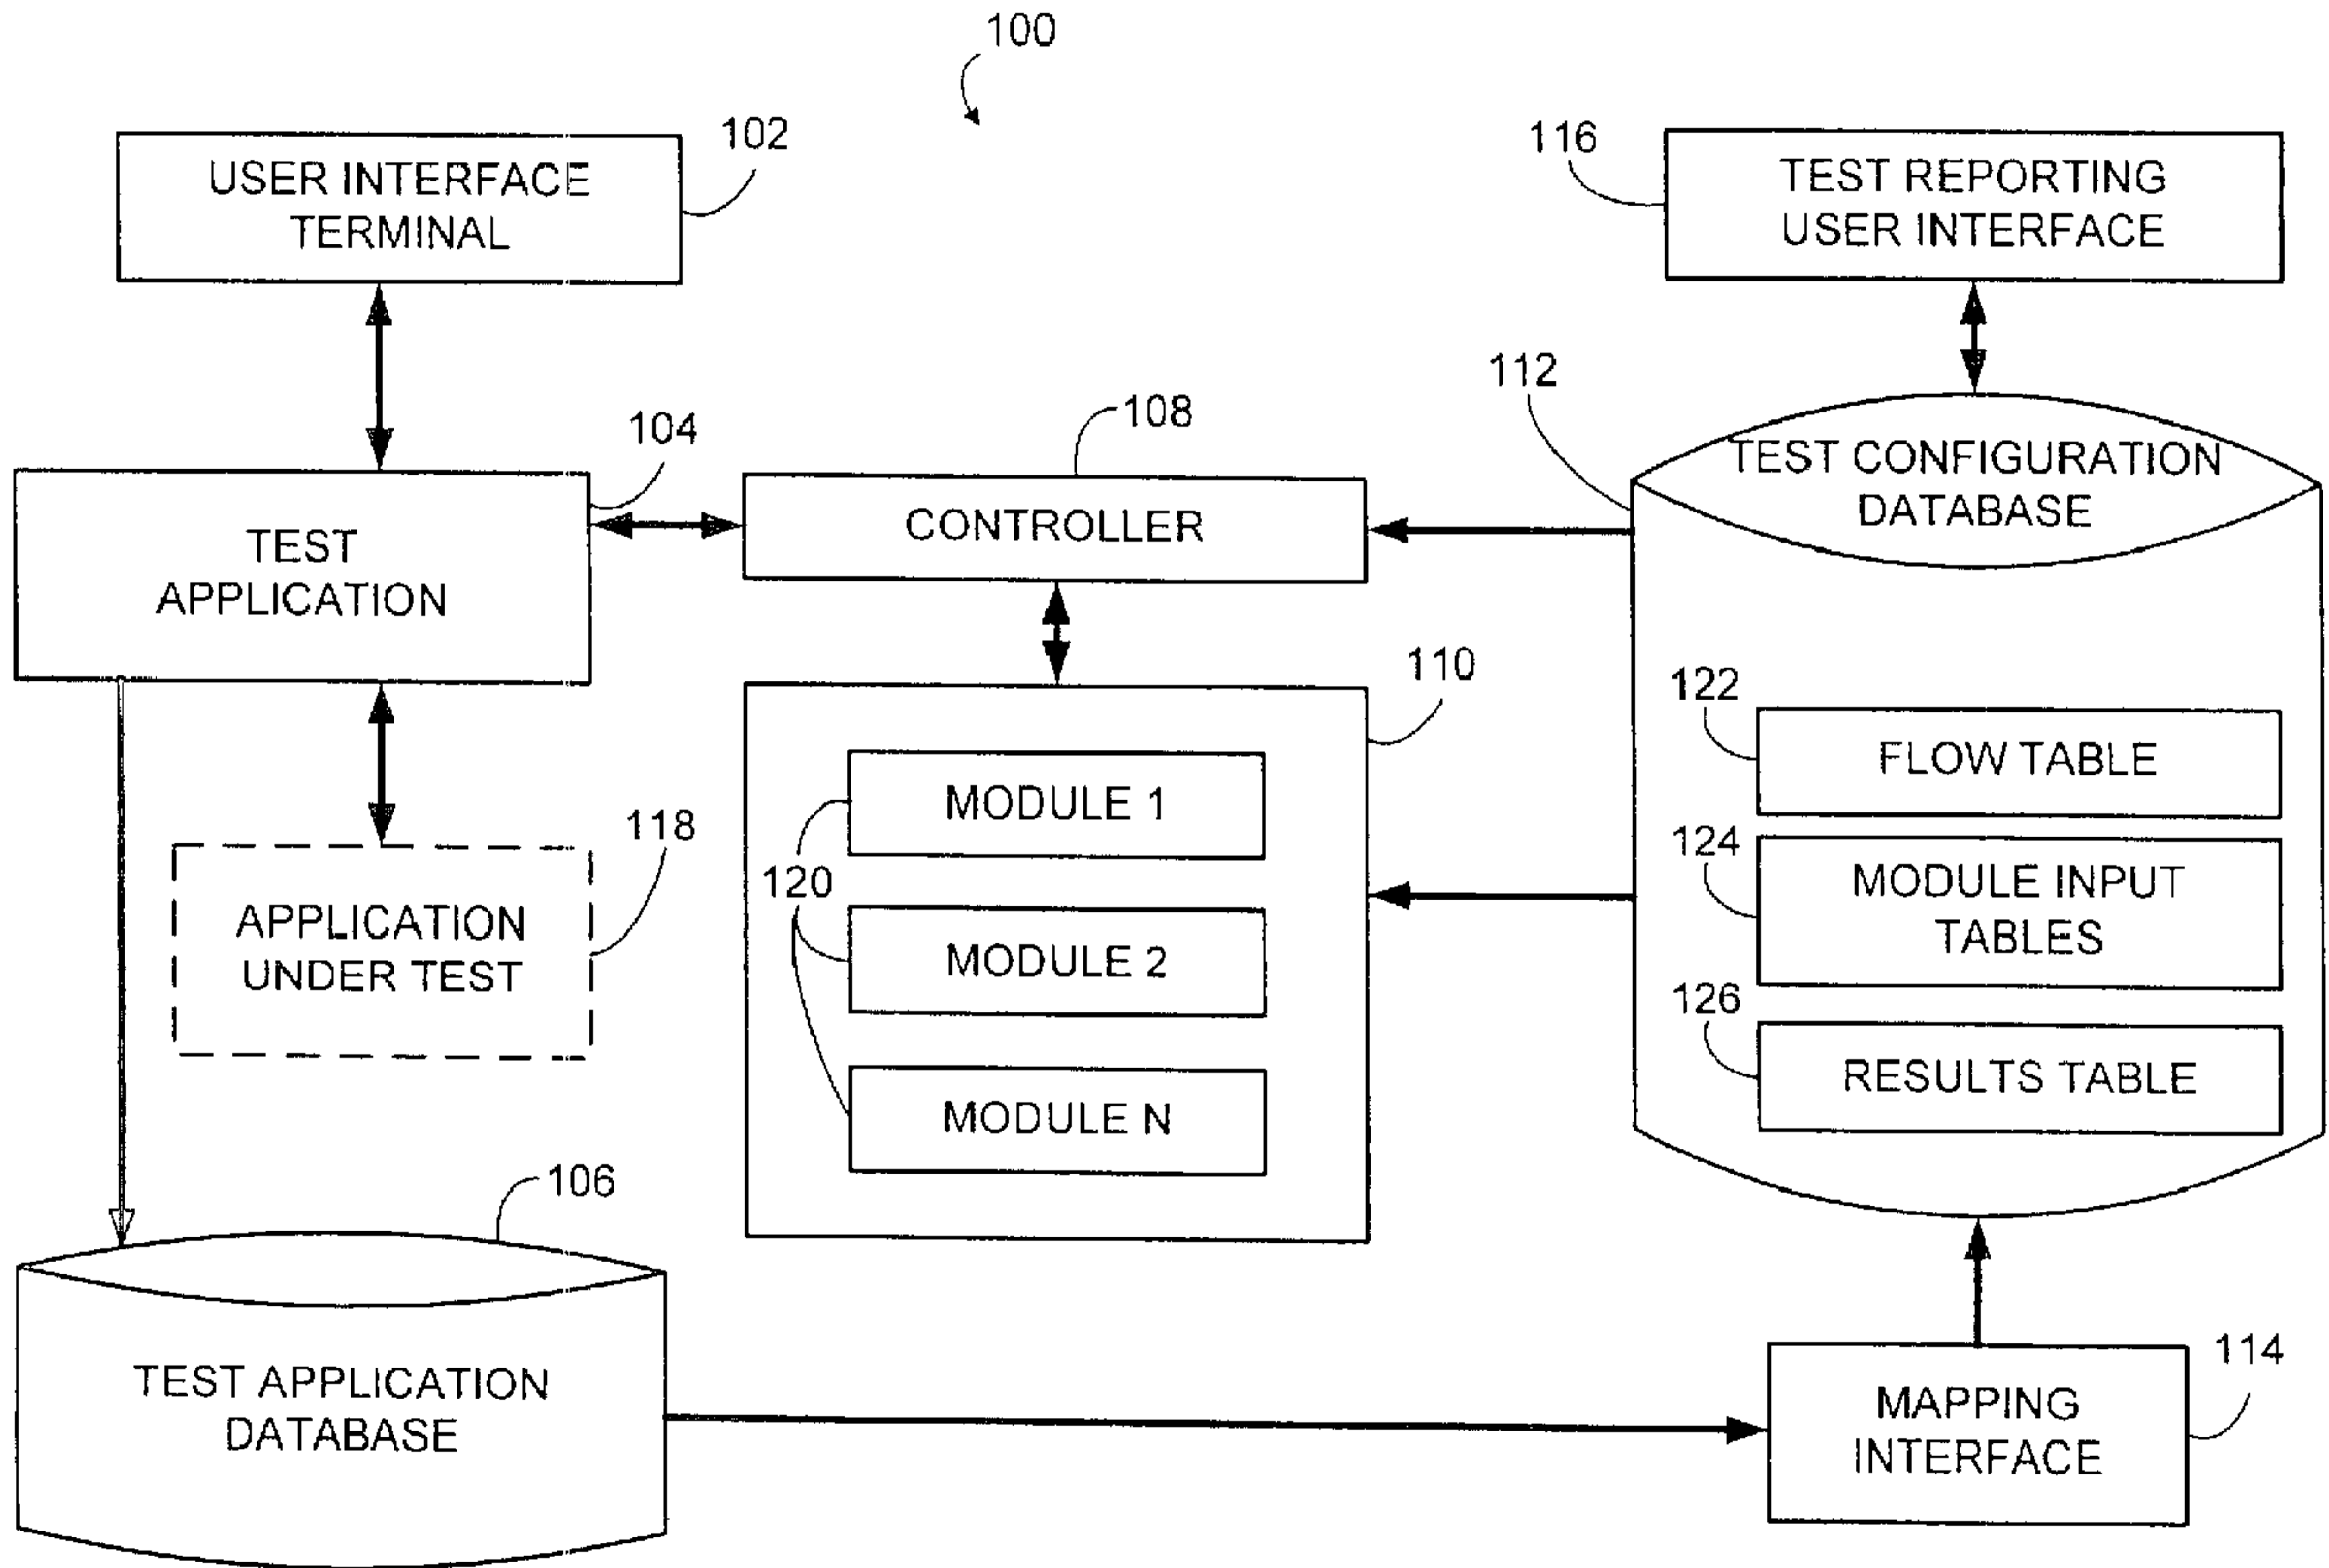 100
102
USER INTERFACE
TERMINAL
116
TEST REPORTING
USER INTERFACE
104
TEST
APPLICATION
108
CONTROLLER
112
TEST CONFIGURATION
DATABASE
118
APPLICATION
UNDER TEST
110
120
MODULE 1
MODULE 2
MODULE N
122
FLOW TABLE
124
MODULE INPUT
TABLES
126
RESULTS TABLE
106
TEST APPLICATION
DATABASE
114
MAPPING
INTERFACE